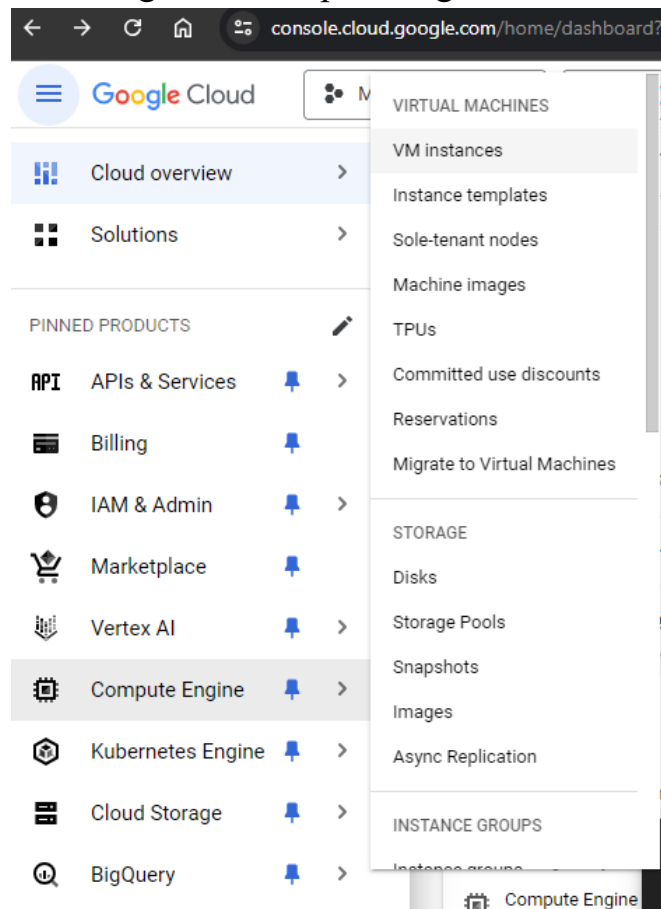 console.cloud.google.com/home/dashboard?
Google Cloud
M
Cloud overview
Solutions
PINNED PRODUCTS
API APIs & Services
Billing
IAM & Admin
Marketplace
Vertex AI
Compute Engine
Kubernetes Engine
Cloud Storage
BigQuery
VIRTUAL MACHINES
VM instances
Instance templates
Sole-tenant nodes
Machine images
TPUs
Committed use discounts
Reservations
Migrate to Virtual Machines
STORAGE
Disks
Storage Pools
Snapshots
Images
Async Replication
INSTANCE GROUPS
Instance groups
Compute Engine